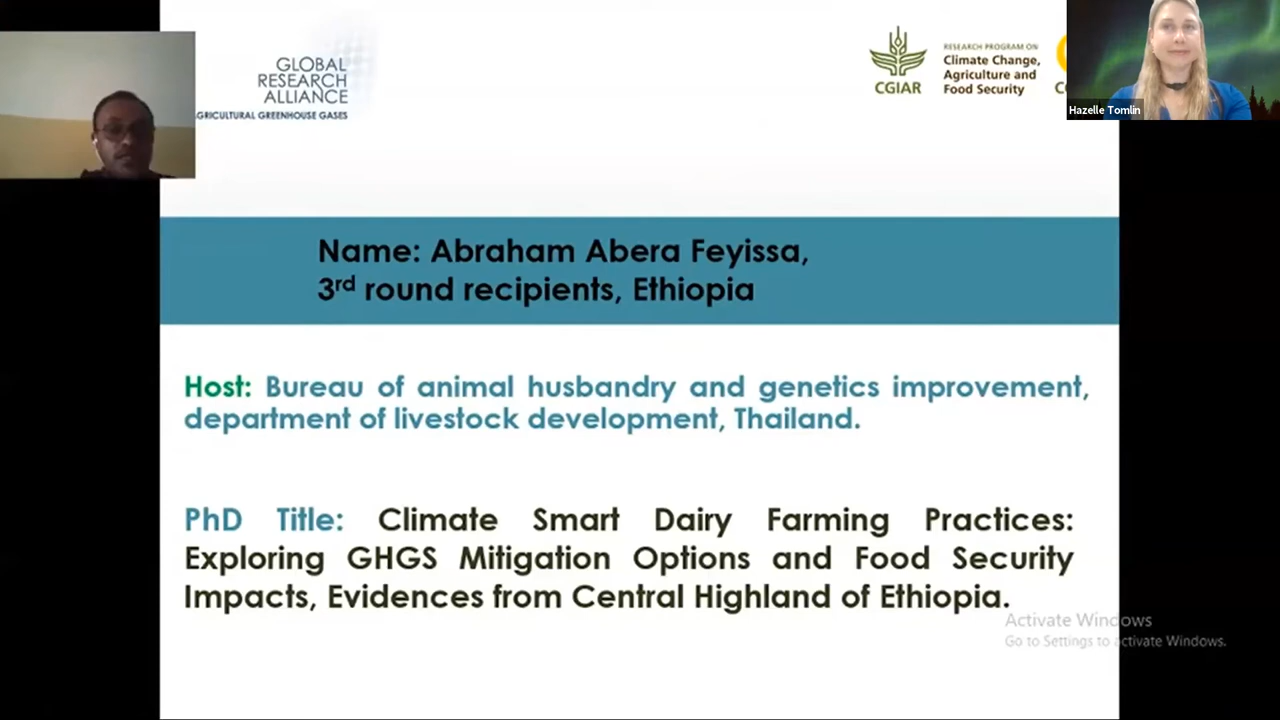 GLOBAL
RESEARCH
ALLIANCE
AGRICULTURAL GREENHOUSE GASES
CGIAR
RESEARCH PROGRAM ON
Climate Change,
Agriculture and
Food Security
Hazelle Tomlin
Name: Abraham Abera Feyissa,
3rd round recipients, Ethiopia
Host: Bureau of animal husbandry and genetics improvement,
department of livestock development, Thailand.
PhD Title: Climate Smart Dairy Farming Practices:
Exploring GHGS Mitigation Options and Food Security
Impacts, Evidences from Central Highland of Ethiopia.
Activate Windows
Go to Settings to activate Windows.